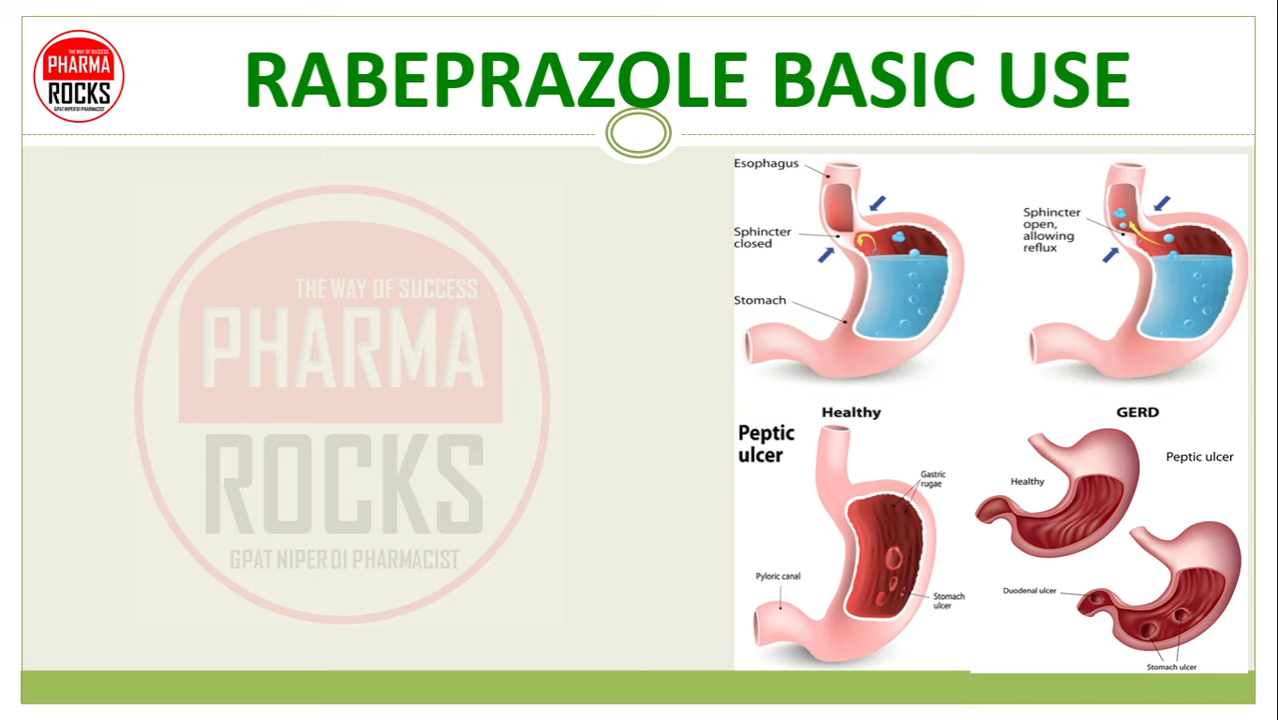 THE WAY OF SUCCESS
PHARMA
ROCKS
GPAT NIPER DI PHARMACIST
RABEPRAZOLE BASIC USE
THE WAY OF SUCCESS
PHARMA
ROCKS
GPAT NIPER DI PHARMACIST
Esophagus
Sphincter
closed
Stomach
Healthy
Sphincter
open,
allowing
reflux
GERD
Peptic
ulcer
Gastric
rugae
Pyloric canal
Stomach
ulcer
Peptic ulcer
Healthy
Duodenal ulcer
Stomach ulcer